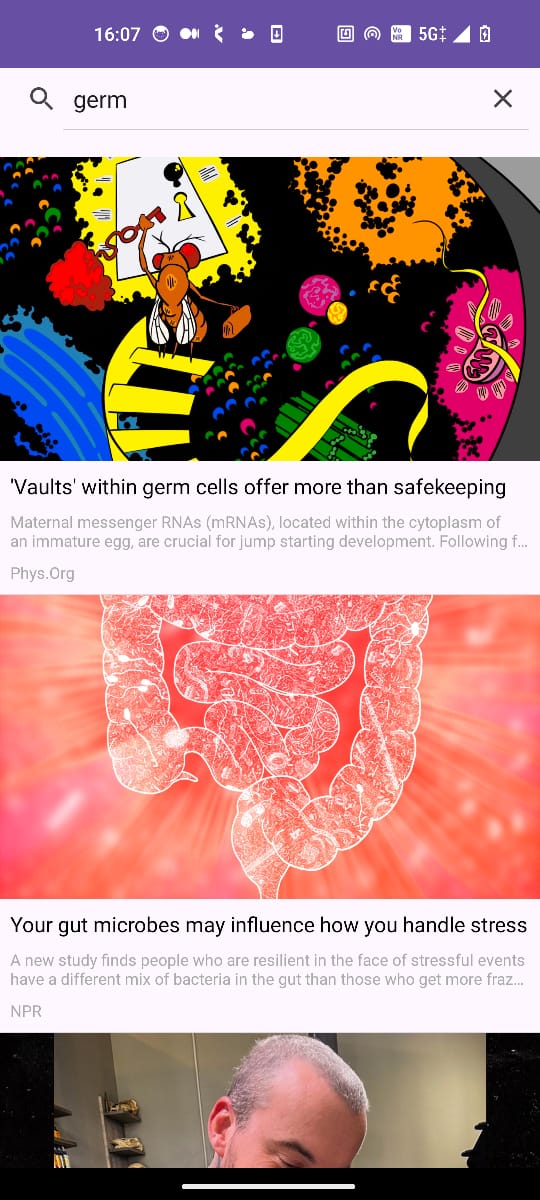 16:07
Vo
NR
5G
germ
'Vaults' within germ cells offer more than safekeeping
Maternal messenger RNAs (mRNAs), located within the cytoplasm of
an immature egg, are crucial for jump starting development. Following f...
Phys.Org
Your gut microbes may influence how you handle stress
A new study finds people who are resilient in the face of stressful events
have a different mix of bacteria in the gut than those who get more fraz...
NPR